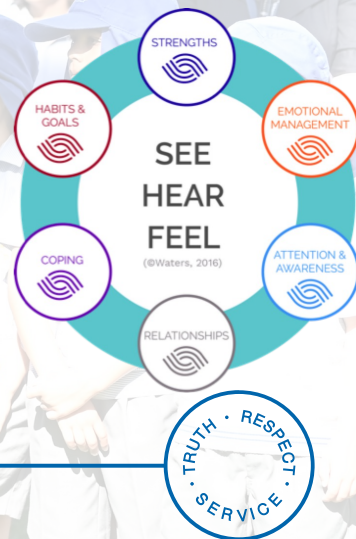 STRENGTHS
HABITS &
GOALS
EMOTIONAL
MANAGEMENT
SEE
HEAR
FEEL
(©Waters, 2016)
COPING
ATTENTION &
AWARENESS
RELATIONSHIPS
TRUTH · RESPECT · SERVICE ·